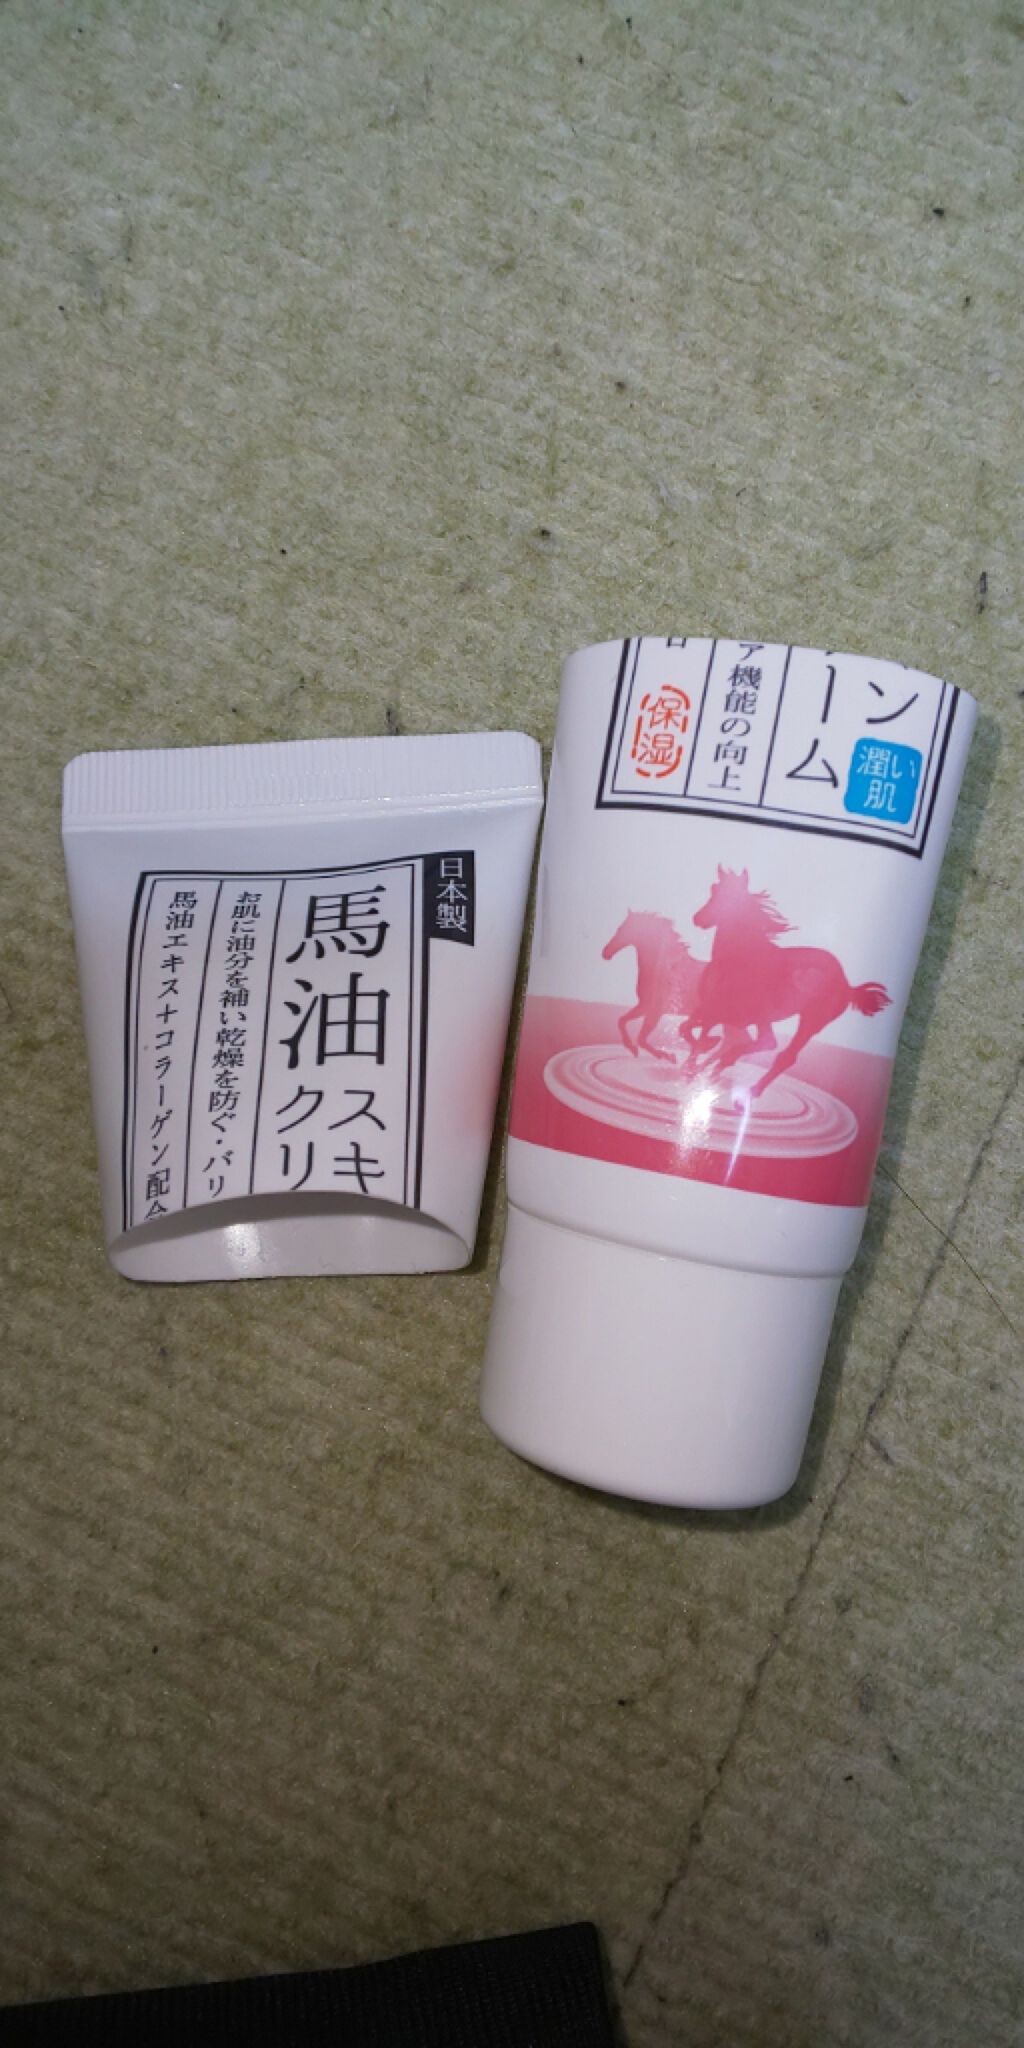 日本製
馬油スキ
クリ
お肌に油分を補い乾燥を防ぐ・バリ
馬油エキス+コラーゲン配合
ン
ーム
ア機能の向上
保湿
潤い
肌